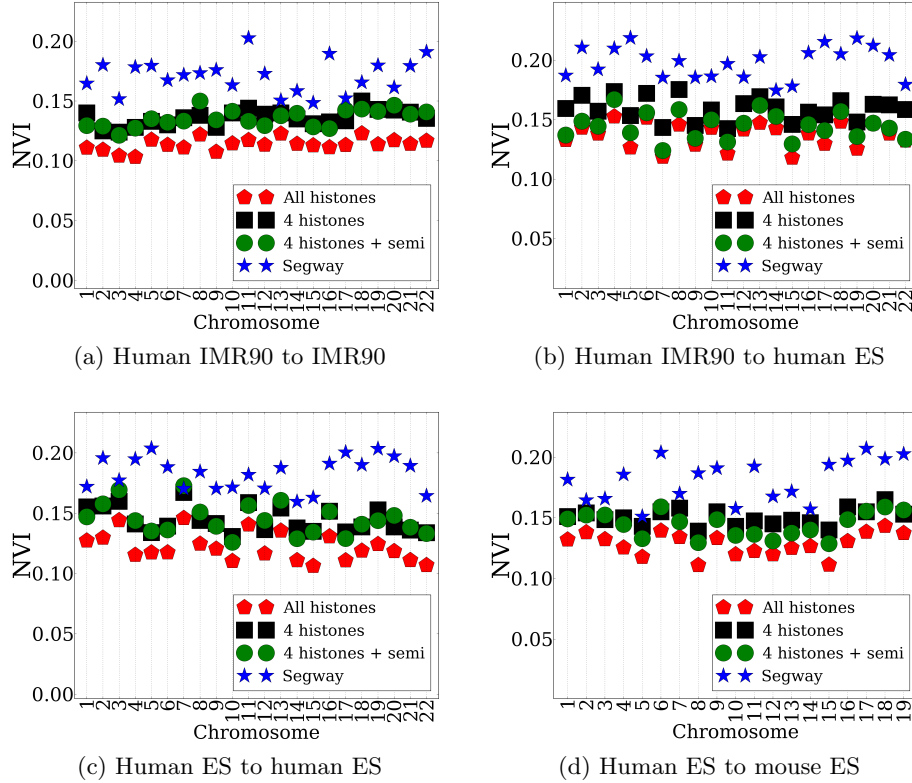 NVI
0.20
0.15
0.10
0.05
0.00
All histones
4 histones
4 histones + semi
Segway
1 2 3 4 5 6 7 8 9 10 11 12 13 14 15 16 17 18 19 20 21 22
Chromosome
(a) Human IMR90 to IMR90
NVI
0.20
0.15
0.10
0.05
All histones
4 histones
4 histones + semi
Segway
1 2 3 4 5 6 7 8 9 10 11 12 13 14 15 16 17 18 19 20 21 22
Chromosome
(b) Human IMR90 to human ES
NVI
0.20
0.15
0.10
0.05
0.00
All histones
4 histones
4 histones + semi
Segway
1 2 3 4 5 6 7 8 9 10 11 12 13 14 15 16 17 18 19 20 21 22
Chromosome
(c) Human ES to human ES
NVI
0.20
0.15
0.10
0.05
All histones
4 histones
4 histones + semi
Segway
1 2 3 4 5 6 7 8 9 10 11 12 13 14 15 16 17 18 19
Chromosome
(d) Human ES to mouse ES